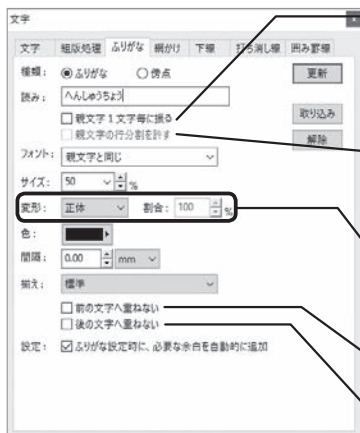 文字
文字 組版処理 ふりがな 網かけ 下線 打ち消し線 囲み罫線
種類： ふりがな 傍点 更新
読み： へんしゅうちょう
親文字1文字毎に振る 取り込み
親文字の行分割を許す 解除
フォント： 親文字と同じ
サイズ： 50 %
変形： 正体 割合： 100 %
色：
間隔： 0.00 mm
揃え： 標準
前の文字へ重ねない
後の文字へ重ねない
設定： ふりがな設定時に、必要な余白を自動的に追加